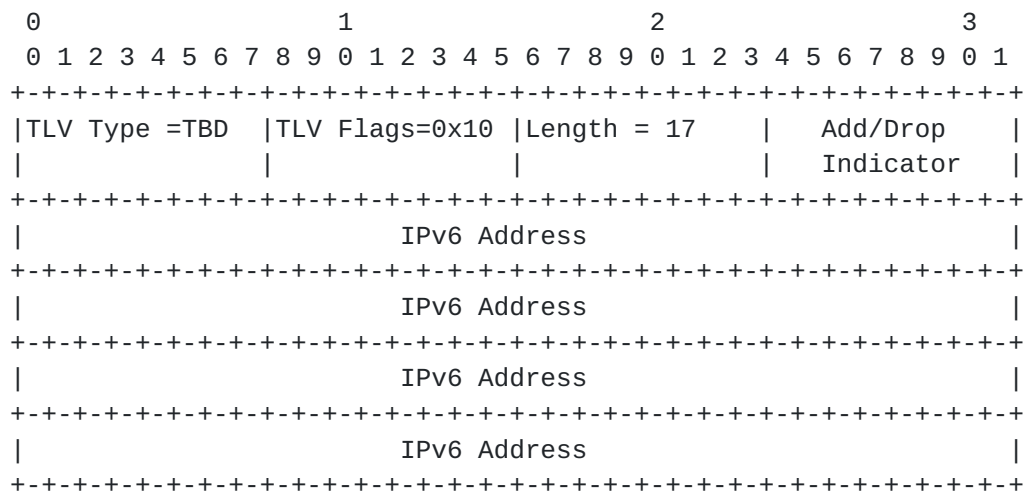 0                   1                   2                   3
 0 1 2 3 4 5 6 7 8 9 0 1 2 3 4 5 6 7 8 9 0 1 2 3 4 5 6 7 8 9 0 1
+-+-+-+-+-+-+-+-+-+-+-+-+-+-+-+-+-+-+-+-+-+-+-+-+-+-+-+-+-+-+-+-+
|TLV Type =TBD  |TLV Flags=0x10 |Length = 17    |   Add/Drop    |
|               |               |               |   Indicator   |
+-+-+-+-+-+-+-+-+-+-+-+-+-+-+-+-+-+-+-+-+-+-+-+-+-+-+-+-+-+-+-+-+
|                        IPv6 Address                           |
+-+-+-+-+-+-+-+-+-+-+-+-+-+-+-+-+-+-+-+-+-+-+-+-+-+-+-+-+-+-+-+-+
|                        IPv6 Address                           |
+-+-+-+-+-+-+-+-+-+-+-+-+-+-+-+-+-+-+-+-+-+-+-+-+-+-+-+-+-+-+-+-+
|                        IPv6 Address                           |
+-+-+-+-+-+-+-+-+-+-+-+-+-+-+-+-+-+-+-+-+-+-+-+-+-+-+-+-+-+-+-+-+
|                        IPv6 Address                           |
+-+-+-+-+-+-+-+-+-+-+-+-+-+-+-+-+-+-+-+-+-+-+-+-+-+-+-+-+-+-+-+-+